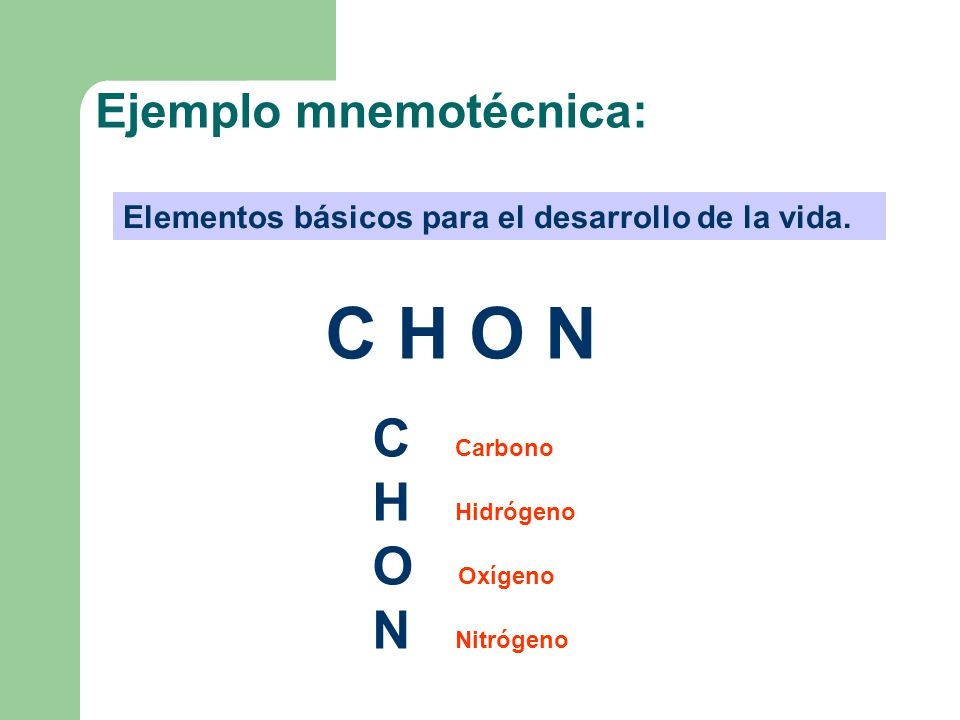 Ejemplo mnemotécnica:
Elementos básicos para el desarrollo de la vida.
C H O N
C Carbono
H Hidrógeno
O Oxígeno
N Nitrógeno